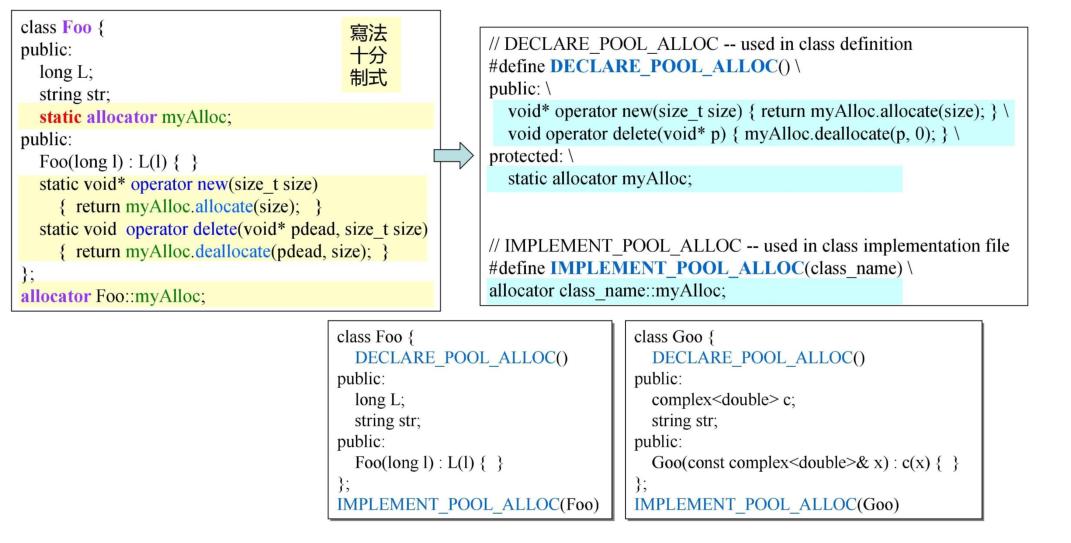 class Foo {
public:
long L;
string str;
static allocator myAlloc;
public:
Foo(long l) : L(l) { }
static void* operator new(size_t size)
{ return myAlloc.allocate(size); }
static void operator delete(void* pdead, size_t size)
{ return myAlloc.deallocate(pdead, size); }
};
allocator Foo::myAlloc;
寫法
十分
制式
// DECLARE_POOL_ALLOC -- used in class definition
#define DECLARE_POOL_ALLOC() \
public: \
void* operator new(size_t size) { return myAlloc.allocate(size); } \
void operator delete(void* p) { myAlloc.deallocate(p, 0); } \
protected: \
static allocator myAlloc;
// IMPLEMENT_POOL_ALLOC -- used in class implementation file
#define IMPLEMENT_POOL_ALLOC(class_name) \
allocator class_name::myAlloc;
class Foo {
DECLARE_POOL_ALLOC()
public:
long L;
string str;
public:
Foo(long l) : L(l) { }
};
IMPLEMENT_POOL_ALLOC(Foo)
class Goo {
DECLARE_POOL_ALLOC()
public:
complex<double> c;
string str;
public:
Goo(const complex<double>& x) : c(x) { }
};
IMPLEMENT_POOL_ALLOC(Goo)